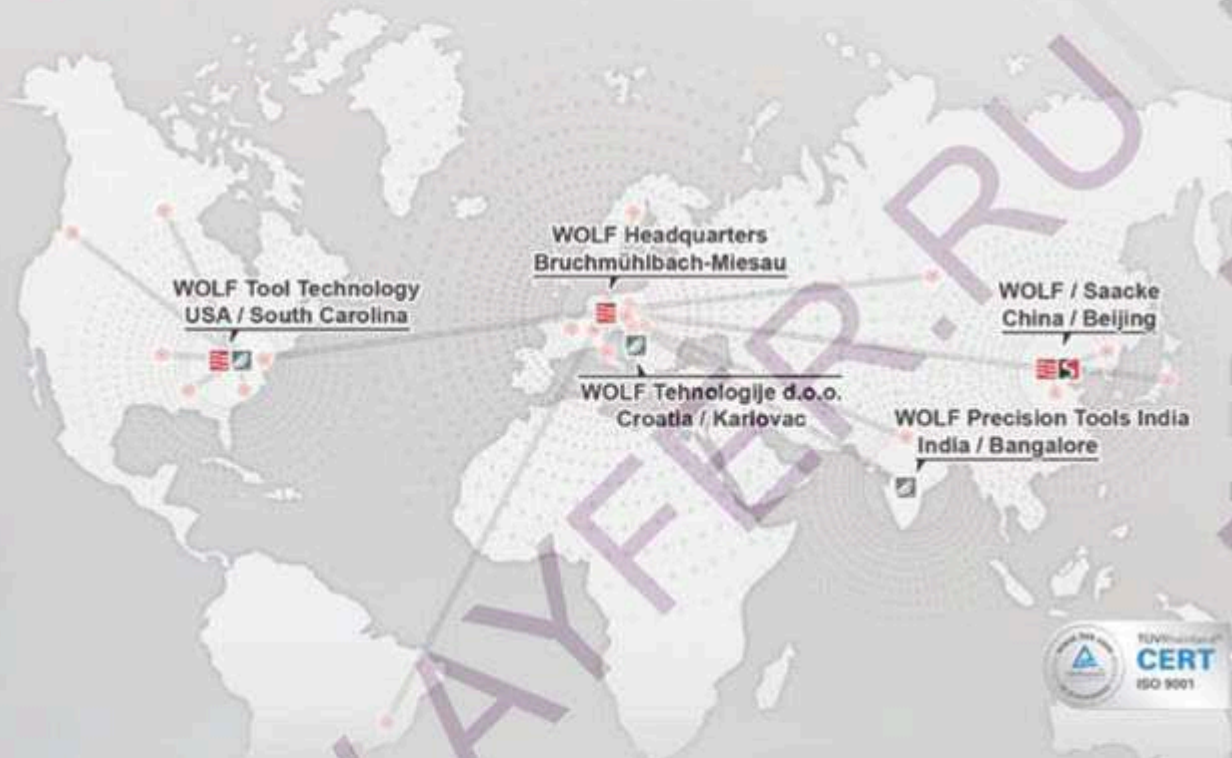 WOLF Headquarters
Bruchmühlbach-Miesau
WOLF Tool Technology
USA / South Carolina
WOLF / Saacke
China / Beijing
WOLF Tehnologije d.o.o.
Croatia / Karlovac
WOLF Precision Tools India
India / Bangalore
TÜVRheinland
CERT
ISO 9001
AYFER.RU